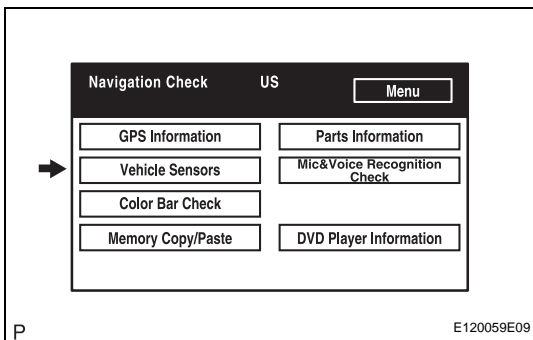 Navigation Check US Menu
GPS Information Parts Information
Vehicle Sensors Mic&Voice Recognition
Check
Color Bar Check
Memory Copy/Paste DVD Player Information
P E120059E09